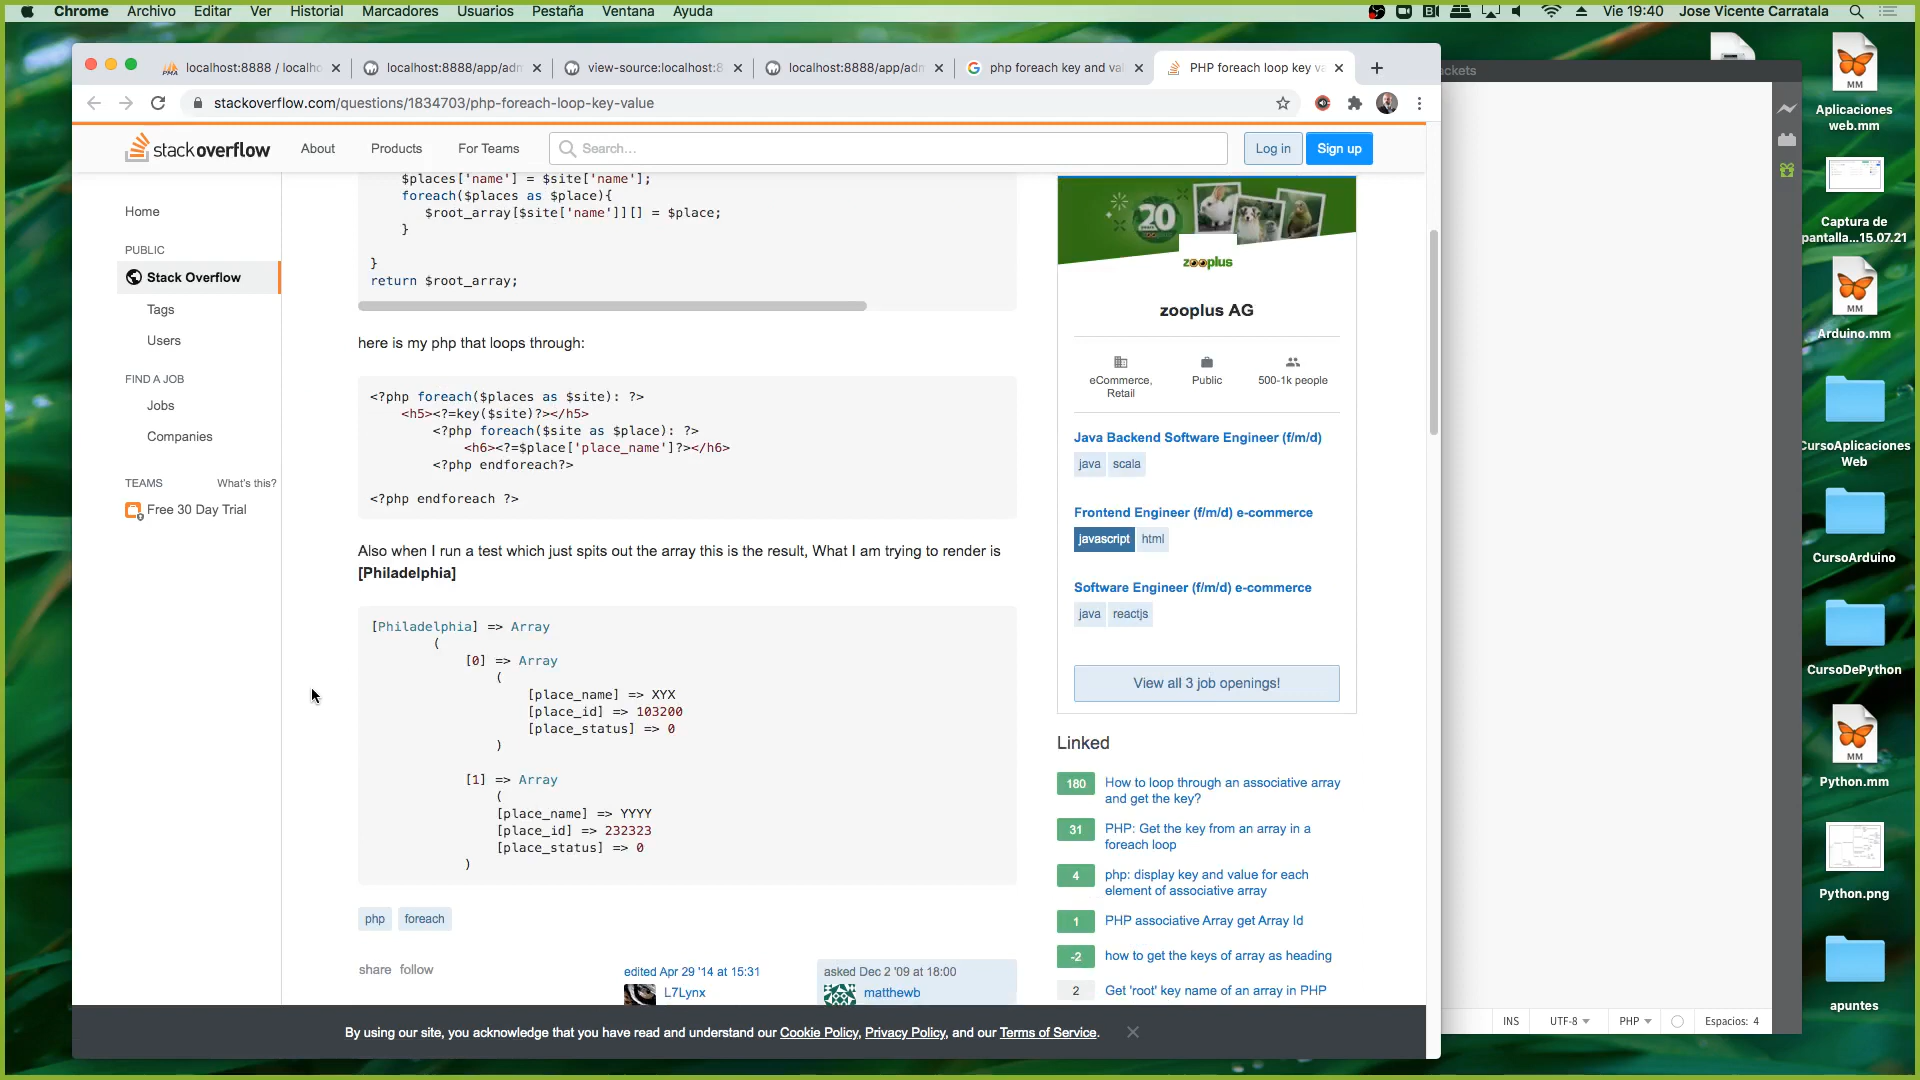 Chrome Archivo Editar Ver Historial Marcadores Usuarios Pestaña Ventana Ayuda
Vie 19:40 Jose Vicente Carratala
localhost:8888 / localho
localhost:8888/app/adm
view-source:localhost:8
localhost:8888/app/adm
php foreach key and val
PHP foreach loop key va
stackoverflow.com/questions/1834703/php-foreach-loop-key-value
stackoverflow
About
Products
For Teams
Search...
Log in
Sign up
Home
PUBLIC
Stack Overflow
Tags
Users
FIND A JOB
Jobs
Companies
TEAMS
What's this?
Free 30 Day Trial
$places['name'] = $site['name'];
foreach($places as $place){
$root_array[$site['name']][] = $place;
}
}
return $root_array;
here is my php that loops through:
<?php foreach($places as $site): ?>
<h5><?=key($site)?></h5>
<?php foreach($site as $place): ?>
<h6><?=$place['place_name']?></h6>
<?php endforeach?>
<?php endforeach ?>
Also when I run a test which just spits out the array this is the result, What I am trying to render is
[Philadelphia]
[Philadelphia] => Array
(
[0] => Array
(
[place_name] => XYX
[place_id] => 103200
[place_status] => 0
)
[1] => Array
(
[place_name] => YYYY
[place_id] => 232323
[place_status] => 0
)
php
foreach
share follow
edited Apr 29 '14 at 15:31
L7Lynx
asked Dec 2 '09 at 18:00
matthewb
20
zooplus
zooplus AG
eCommerce,
Retail
Public
500-1k people
Java Backend Software Engineer (f/m/d)
java
scala
Frontend Engineer (f/m/d) e-commerce
javascript
html
Software Engineer (f/m/d) e-commerce
java
reactjs
View all 3 job openings!
Linked
180
How to loop through an associative array
and get the key?
31
PHP: Get the key from an array in a
foreach loop
4
php: display key and value for each
element of associative array
1
PHP associative Array get Array Id
-2
how to get the keys of array as heading
2
Get 'root' key name of an array in PHP
By using our site, you acknowledge that you have read and understand our Cookie Policy, Privacy Policy, and our Terms of Service.
ackets
INS
UTF-8
PHP
Espacios: 4
MM
Aplicaciones
web.mm
Captura de
pantalla...15.07.21
MM
Arduino.mm
CursoAplicaciones
Web
CursoArduino
CursoDePython
MM
Python.mm
Python.png
apuntes